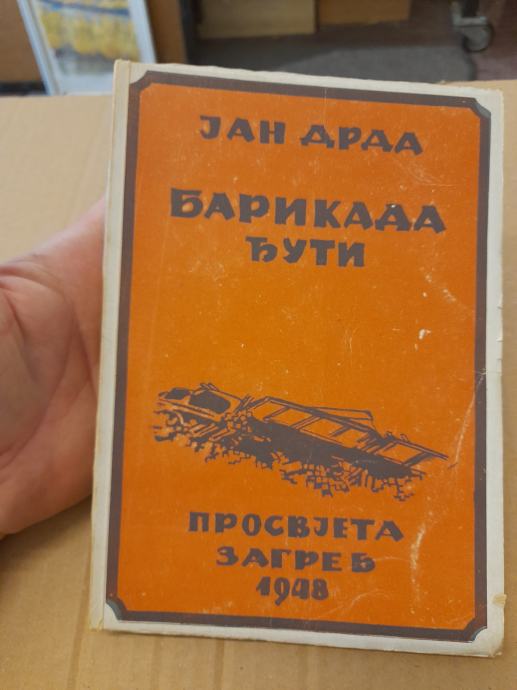 ЈАН ДРДА
БАРИКАДА
ЋУТИ
ПРОСВЈЕТА
ЗАГРЕБ
1948